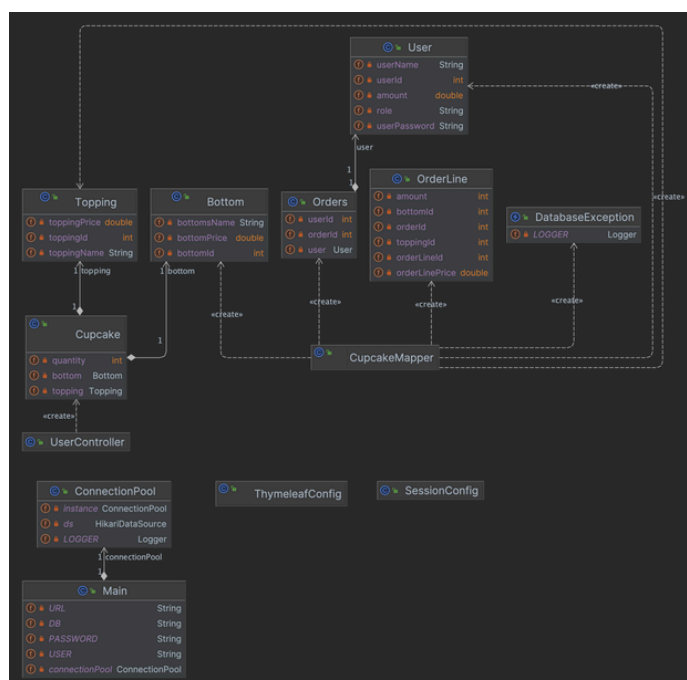 User
userName String
userId int
amount double
role String
userPassword String
«create»
user
1
1
OrderLine
amount int
bottomId int
orderId int
toppingId int
orderLineId int
orderLinePrice double
Topping
toppingPrice double
toppingId int
toppingName String
Bottom
bottomsName String
bottomPrice double
bottomId int
Orders
userId int
orderId int
user User
DatabaseException
LOGGER Logger
«create»
1 topping
1 bottom
1
1
«create»
«create»
«create»
«create»
Cupcake
quantity int
bottom Bottom
topping Topping
CupcakeMapper
«create»
UserController
ConnectionPool
instance ConnectionPool
ds HikariDataSource
LOGGER Logger
ThymeleafConfig
SessionConfig
1 connectionPool
1
Main
URL String
DB String
PASSWORD String
USER String
connectionPool ConnectionPool